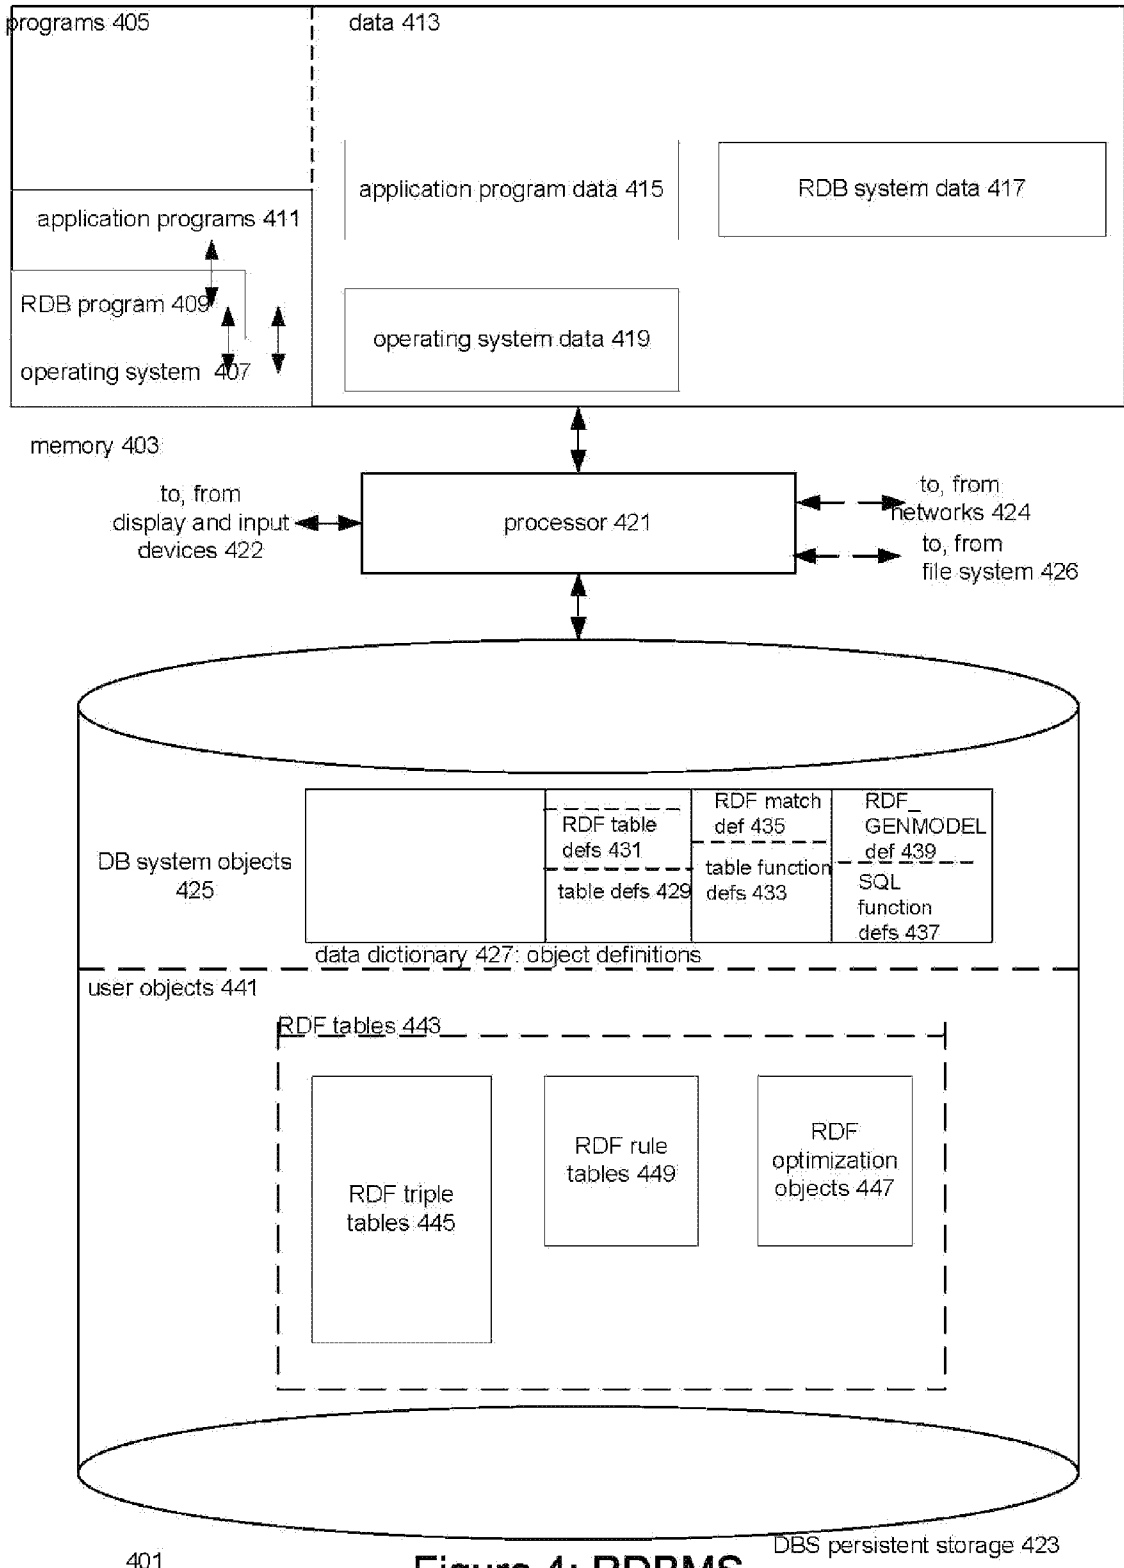 programs 405
data 413
application program data 415
RDB system data 417
application programs 411
RDB program 409
operating system data 419
operating system 407
memory 403
to, from
display and input
devices 422
processor 421
to, from
networks 424
to, from
file system 426
DB system objects
425
RDF table
defs 431
table defs 429
RDF match
def 435
table function
defs 433
RDF_
GENMODEL
def 439
SQL
function
defs 437
data dictionary 427: object definitions
user objects 441
RDF tables 443
RDF triple
tables 445
RDF rule
tables 449
RDF
optimization
objects 447
DBS persistent storage 423
401
Figure 4: RDBMS